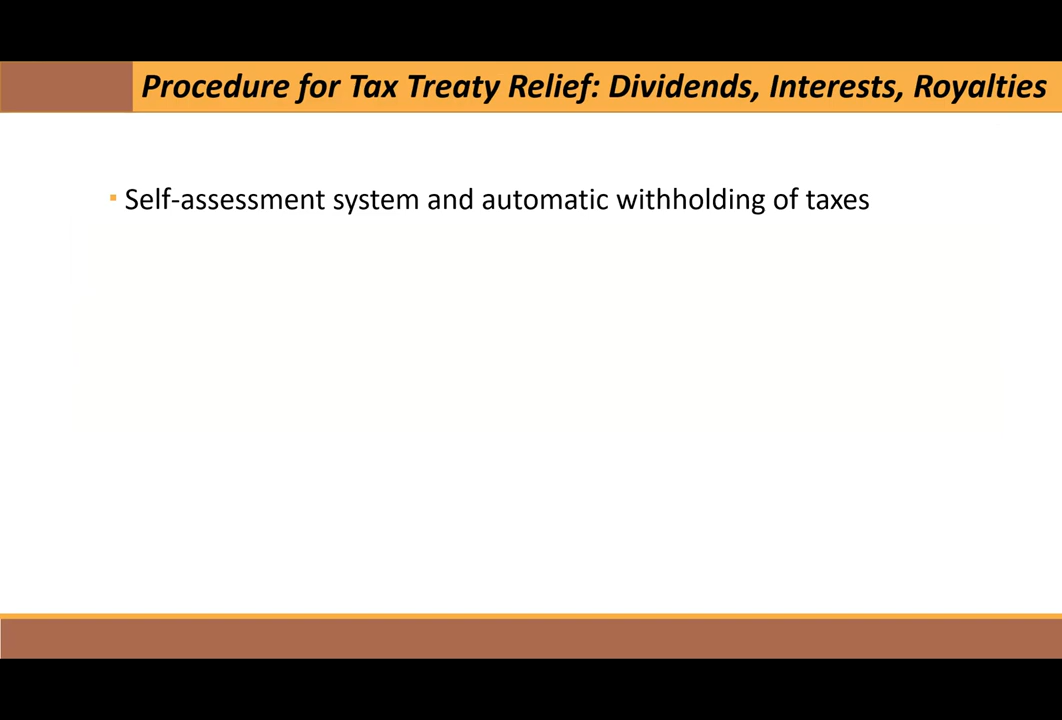 Procedure for Tax Treaty Relief: Dividends, Interests, Royalties
Self-assessment system and automatic withholding of taxes